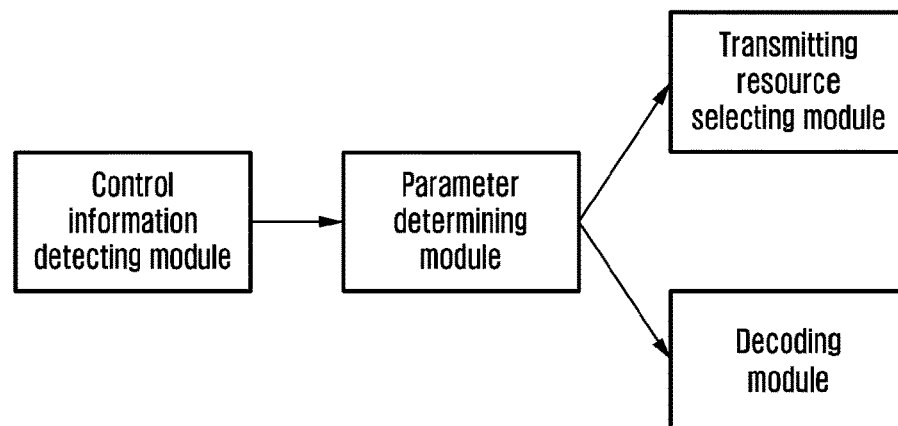 Transmitting
resource
selecting module
Control
information
detecting module
Parameter
determining
module
Decoding
module